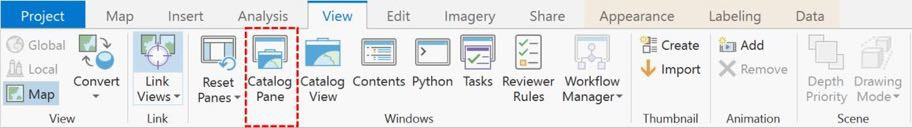 Project Map Insert Analysis View Edit Imagery Share Appearance Labeling Data
Global
Local
Map
Convert
View
Link
Views
Link
Reset
Panes
Catalog
Pane
Catalog
View
Contents
Python
Tasks
Reviewer
Rules
Workflow
Manager
Windows
Create
Import
Thumbnail
Add
Remove
Animation
Depth
Priority
Drawing
Mode
Scene